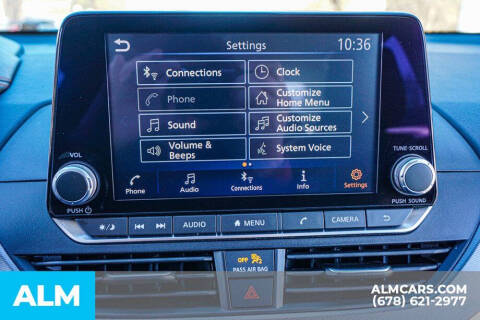 Settings
10:36
Connections
Clock
Phone
Customize
Home Menu
Sound
Customize
Audio Sources
Volume &
Beeps
System Voice
VOL
PUSH
TUNE·SCROLL
PUSH SOUND
Phone
Audio
Connections
Info
Settings
AUDIO
MENU
CAMERA
OFF
PASS AIR BAG
ALM
ALMCARS.COM
(678) 621-2977